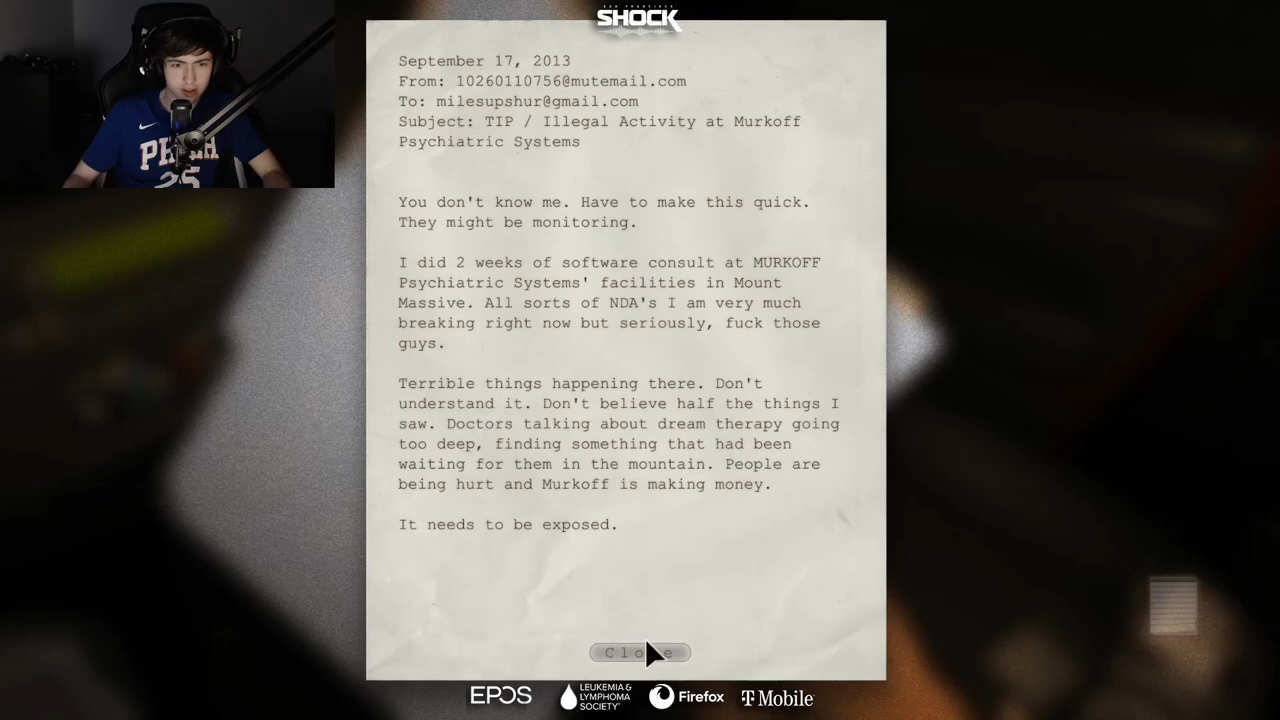 SAN FRANCISCO
SHOCK
September 17, 2013
From: 10260110756@mutemail.com
To: milesupshur@gmail.com
Subject: TIP / Illegal Activity at Murkoff
Psychiatric Systems
You don't know me. Have to make this quick.
They might be monitoring.
I did 2 weeks of software consult at MURKOFF
Psychiatric Systems' facilities in Mount
Massive. All sorts of NDA's I am very much
breaking right now but seriously, fuck those
guys.
Terrible things happening there. Don't
understand it. Don't believe half the things I
saw. Doctors talking about dream therapy going
too deep, finding something that had been
waiting for them in the mountain. People are
being hurt and Murkoff is making money.
It needs to be exposed.
EPOS
LEUKEMIA &
LYMPHOMA
SOCIETY
Firefox
T Mobile
25